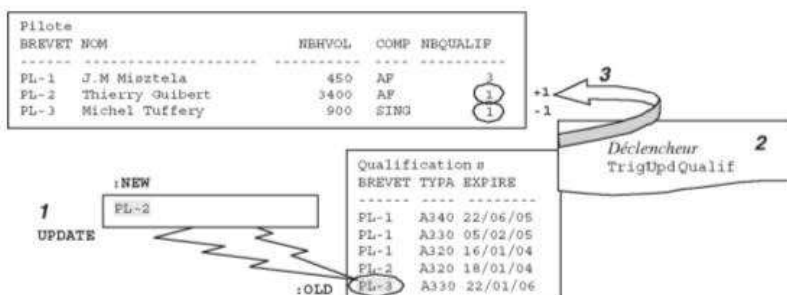 Pilote
BREVET NOM NBHVOL COMP NBQUALIF
------ -------------------- ---------- ---- ----------
PL-1 J.M Misztela 450 AF 3
PL-2 Thierry Guibert 3400 AF 1
PL-3 Michel Tuffery 900 SING 1
3
+1
-1
2
Déclencheur
TrigUpdQualif
Qualifications
BREVET TYPA EXPIRE
------ ---- --------
PL-1 A340 22/06/05
PL-1 A330 05/02/05
PL-1 A320 16/01/04
PL-2 A320 18/01/04
PL-3 A330 22/01/06
:NEW
1
PL-2
UPDATE
:OLD